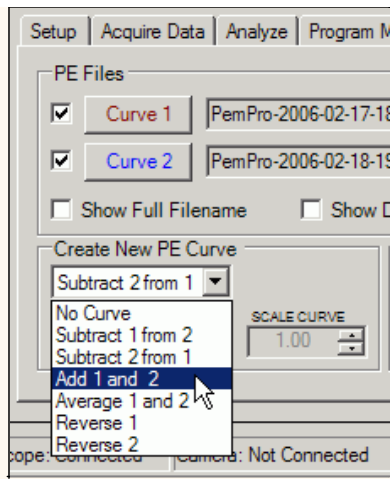 Setup Acquire Data Analyze Program M
PE Files
Curve 1 PemPro-2006-02-17-18
Curve 2 PemPro-2006-02-18-19
Show Full Filename Show D
Create New PE Curve
Subtract 2 from 1
No Curve
Subtract 1 from 2
Subtract 2 from 1
Add 1 and 2
Average 1 and 2
Reverse 1
Reverse 2
SCALE CURVE
1.00
cope: Connected Camera: Not Connected